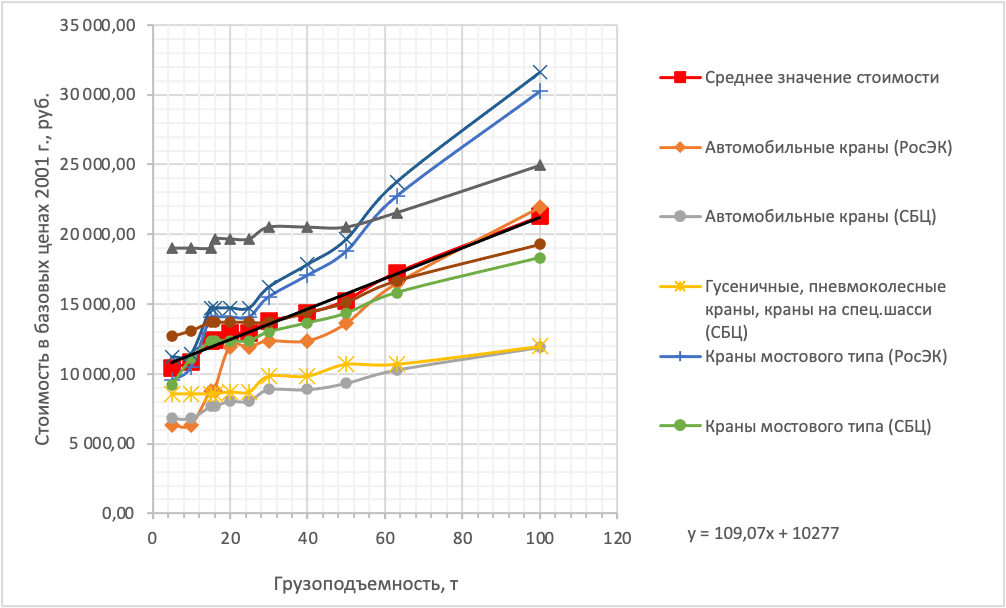 35 000,00
30 000,00
25 000,00
20 000,00
15 000,00
10 000,00
5 000,00
0,00
Стоимость в базовых ценах 2001 г., руб.
0 20 40 60 80 100 120
Грузоподъемность, т
Среднее значение стоимости
Автомобильные краны (РосЭК)
Автомобильные краны (СБЦ)
Гусеничные, пневмоколесные
краны, краны на спец.шасси
(СБЦ)
Краны мостового типа (РосЭК)
Краны мостового типа (СБЦ)
y = 109,07x + 10277